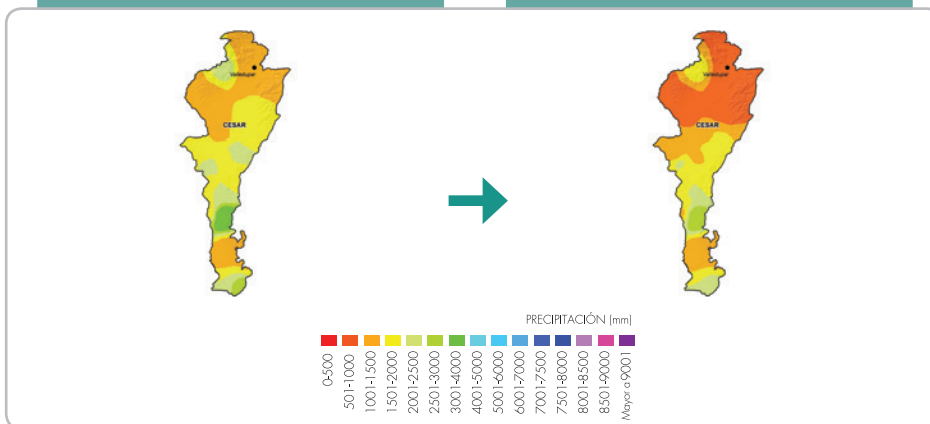 Valledupar
CESAR
Valledupar
CESAR
PRECIPITACIÓN (mm)
0-500
501-1000
1001-1500
1501-2000
2001-2500
2501-3000
3001-4000
4001-5000
5001-6000
6001-7000
7001-7500
7501-8000
8001-8500
8501-9000
Mayor a 9001